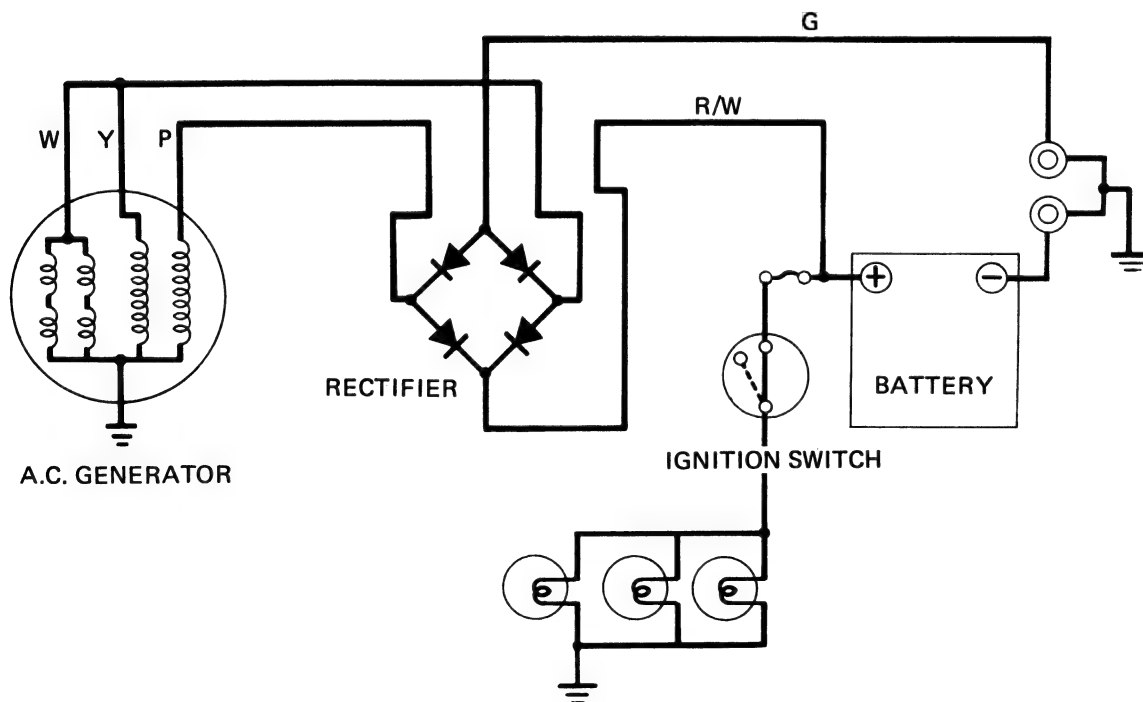 G
R/W
W Y P
+ −
RECTIFIER
BATTERY
IGNITION SWITCH
A.C. GENERATOR